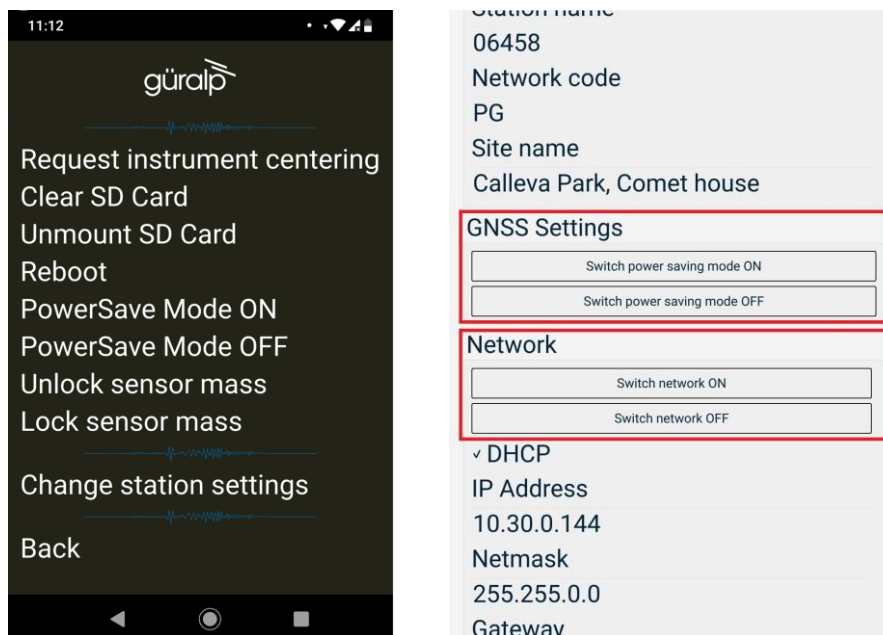 11:12
güralp
Request instrument centering
Clear SD Card
Unmount SD Card
Reboot
PowerSave Mode ON
PowerSave Mode OFF
Unlock sensor mass
Lock sensor mass
Change station settings
Back
Station name
06458
Network code
PG
Site name
Calleva Park, Comet house
GNSS Settings
Switch power saving mode ON
Switch power saving mode OFF
Network
Switch network ON
Switch network OFF
DHCP
IP Address
10.30.0.144
Netmask
255.255.0.0
Gateway